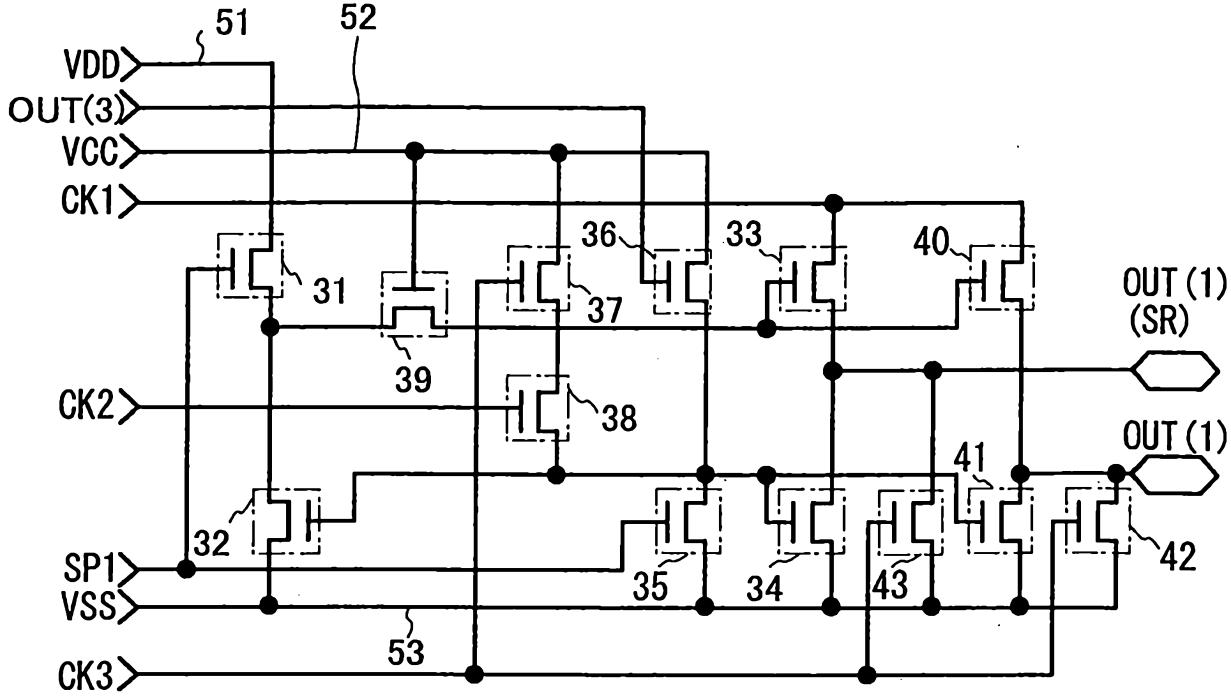 51
52
VDD
OUT(3)
VCC
CK1
36
33
40
31
37
OUT(1)
(SR)
39
CK2
38
OUT(1)
41
32
SP1
35
34
43
42
VSS
53
CK3